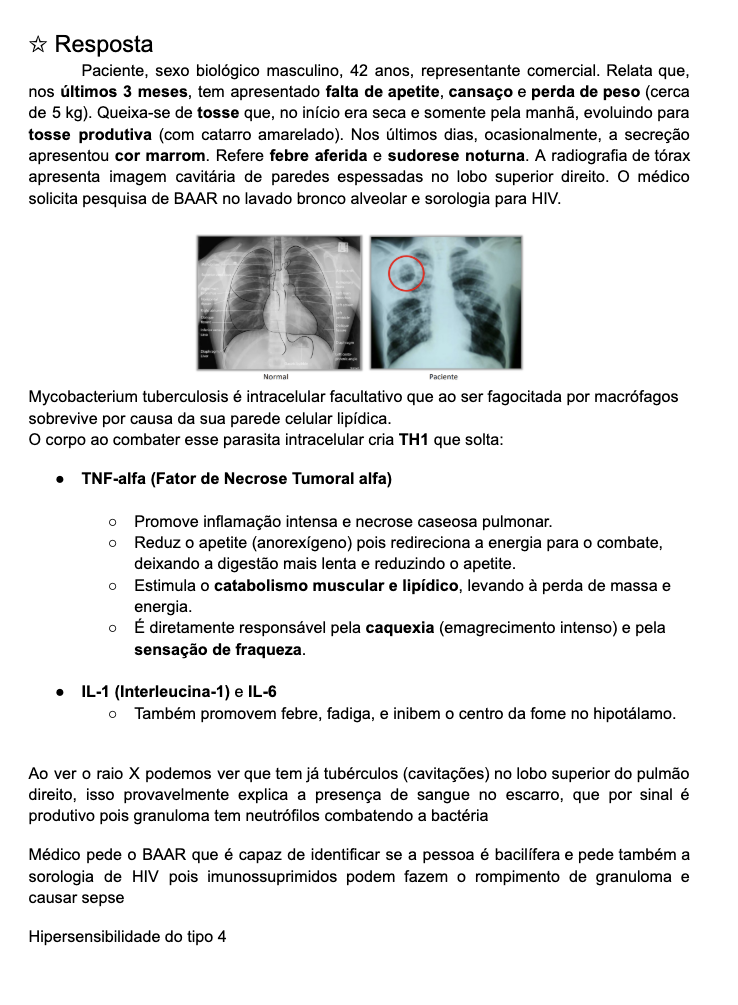 ☆ Resposta
Paciente, sexo biológico masculino, 42 anos, representante comercial. Relata que,
nos últimos 3 meses, tem apresentado falta de apetite, cansaço e perda de peso (cerca
de 5 kg). Queixa-se de tosse que, no início era seca e somente pela manhã, evoluindo para
tosse produtiva (com catarro amarelado). Nos últimos dias, ocasionalmente, a secreção
apresentou cor marrom. Refere febre aferida e sudorese noturna. A radiografia de tórax
apresenta imagem cavitária de paredes espessadas no lobo superior direito. O médico
solicita pesquisa de BAAR no lavado bronco alveolar e sorologia para HIV.
Normal
Paciente
Mycobacterium tuberculosis é intracelular facultativo que ao ser fagocitada por macrófagos
sobrevive por causa da sua parede celular lipídica.
O corpo ao combater esse parasita intracelular cria TH1 que solta:
● TNF-alfa (Fator de Necrose Tumoral alfa)
○ Promove inflamação intensa e necrose caseosa pulmonar.
○ Reduz o apetite (anorexígeno) pois redireciona a energia para o combate,
deixando a digestão mais lenta e reduzindo o apetite.
○ Estimula o catabolismo muscular e lipídico, levando à perda de massa e
energia.
○ É diretamente responsável pela caquexia (emagrecimento intenso) e pela
sensação de fraqueza.
● IL-1 (Interleucina-1) e IL-6
○ Também promovem febre, fadiga, e inibem o centro da fome no hipotálamo.
Ao ver o raio X podemos ver que tem já tubérculos (cavitações) no lobo superior do pulmão
direito, isso provavelmente explica a presença de sangue no escarro, que por sinal é
produtivo pois granuloma tem neutrófilos combatendo a bactéria
Médico pede o BAAR que é capaz de identificar se a pessoa é bacilífera e pede também a
sorologia de HIV pois imunossuprimidos podem fazem o rompimento de granuloma e
causar sepse
Hipersensibilidade do tipo 4